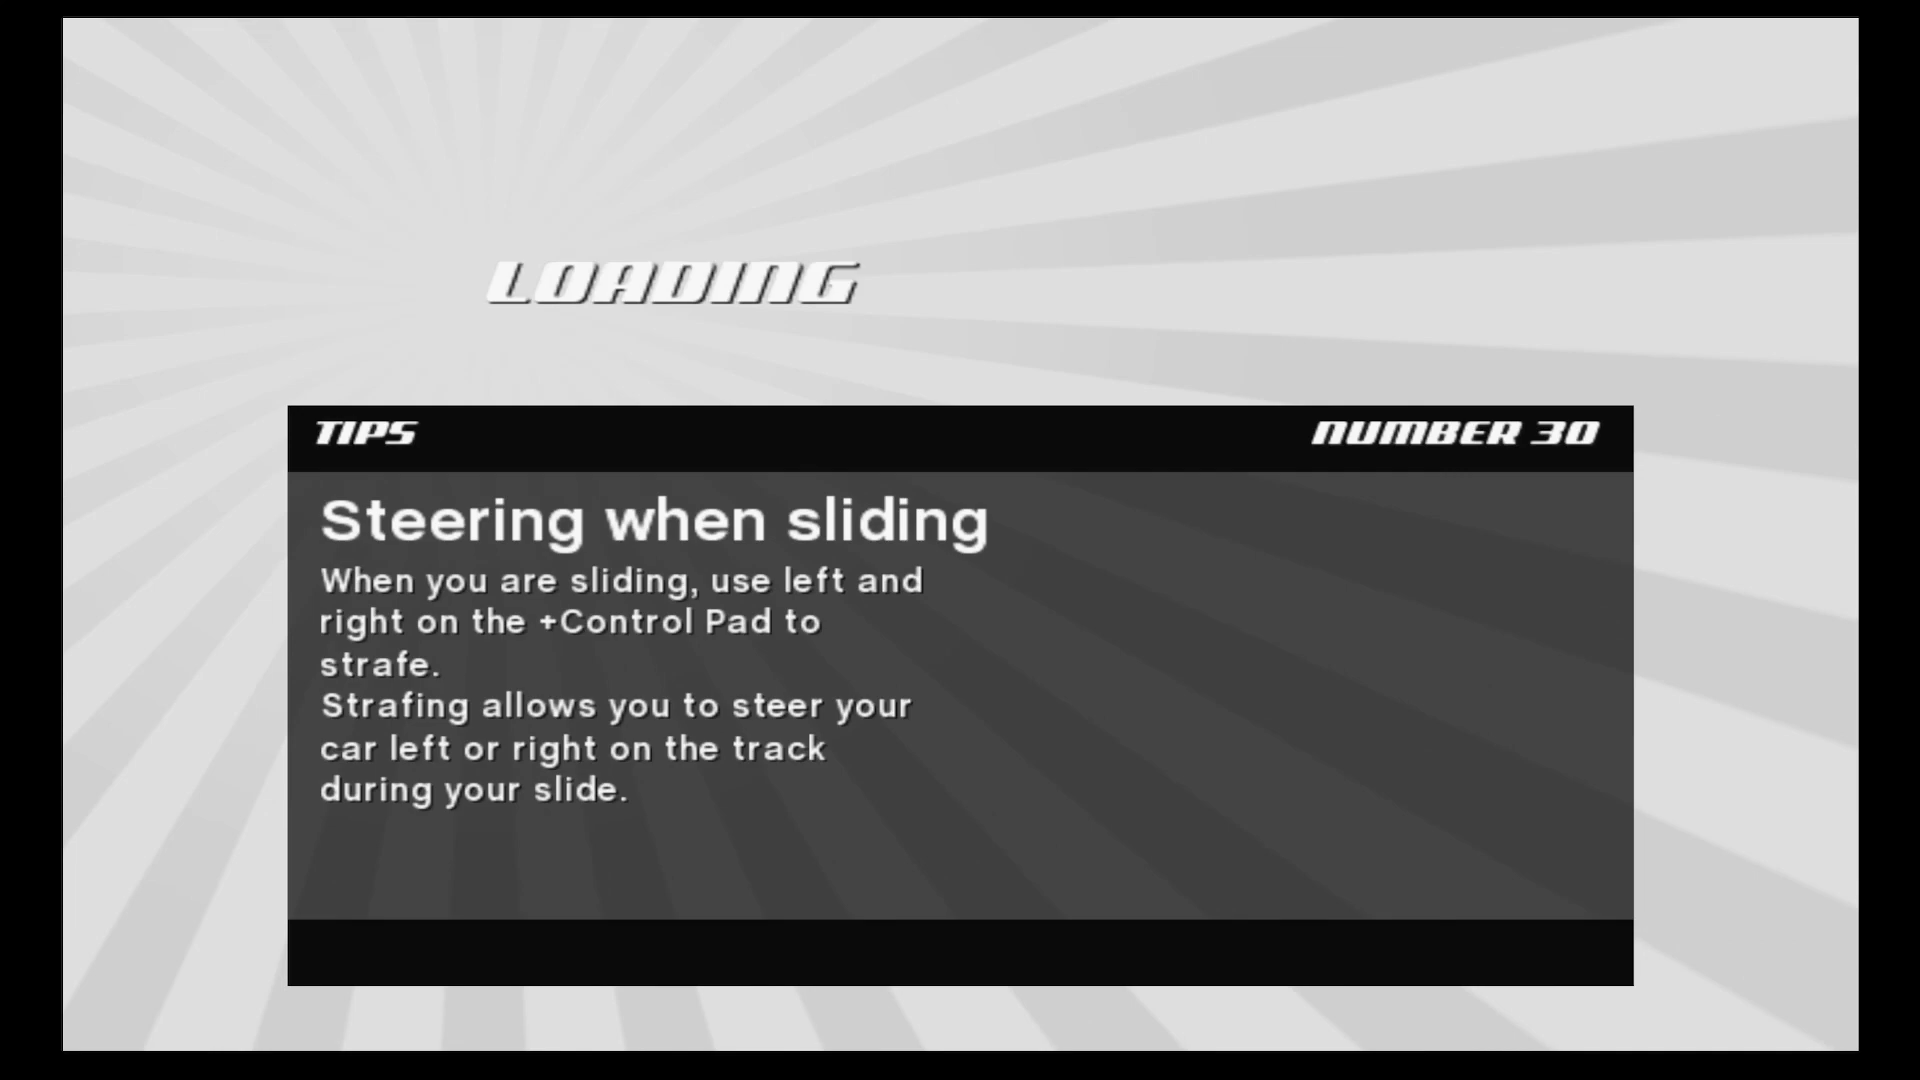 LOADING
TIPS
NUMBER 30
Steering when sliding
When you are sliding, use left and
right on the +Control Pad to
strafe.
Strafing allows you to steer your
car left or right on the track
during your slide.